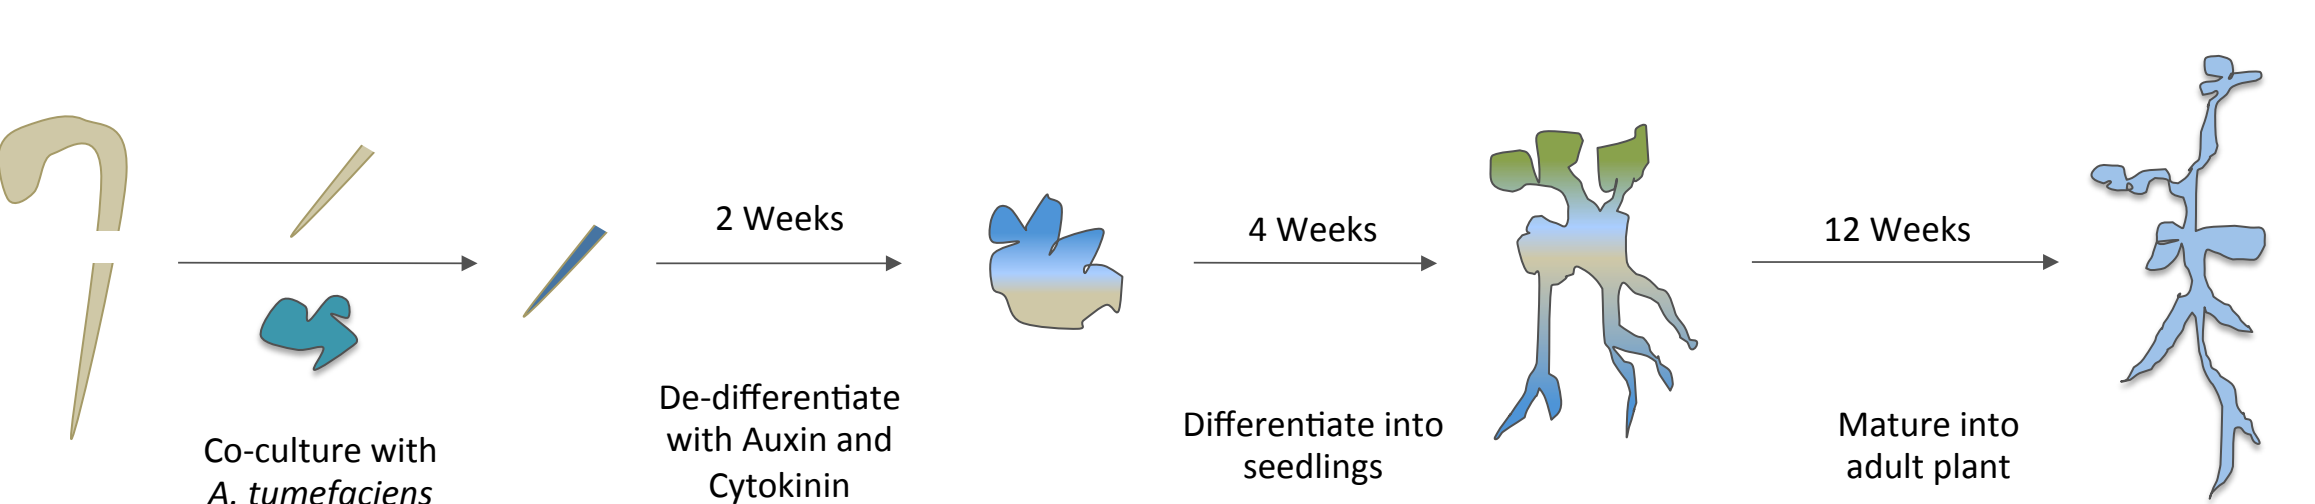 Co-culture with
A. tumefaciens
2 Weeks
De-differentiate
with Auxin and
Cytokinin
4 Weeks
Differentiate into
seedlings
12 Weeks
Mature into
adult plant